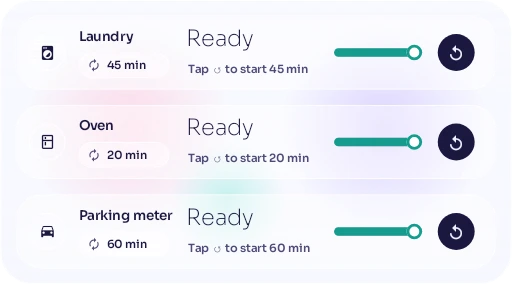 Laundry
45 min
Ready
Tap ↺ to start 45 min
Oven
20 min
Ready
Tap ↺ to start 20 min
Parking meter
60 min
Ready
Tap ↺ to start 60 min